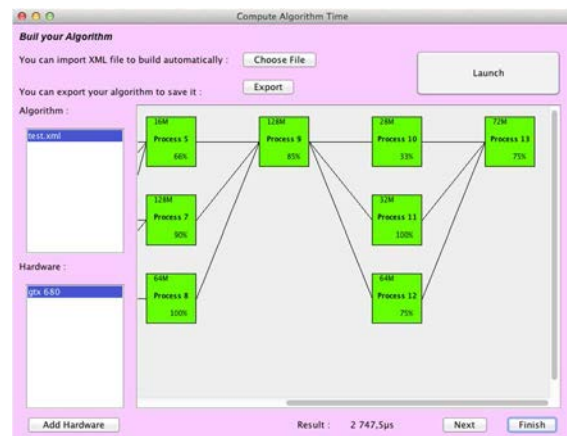 Compute Algorithm Time
Buil your Algorithm
You can import XML file to build automatically :
Choose File
Launch
You can export your algorithm to save it :
Export
Algorithm :
test.xml
16M
Process 5
66%
128M
Process 9
85%
28M
Process 10
33%
72M
Process 13
75%
128M
Process 7
90%
32M
Process 11
100%
Hardware :
gtx 680
64M
Process 8
100%
64M
Process 12
75%
Add Hardware
Result :
2 747,5µs
Next
Finish